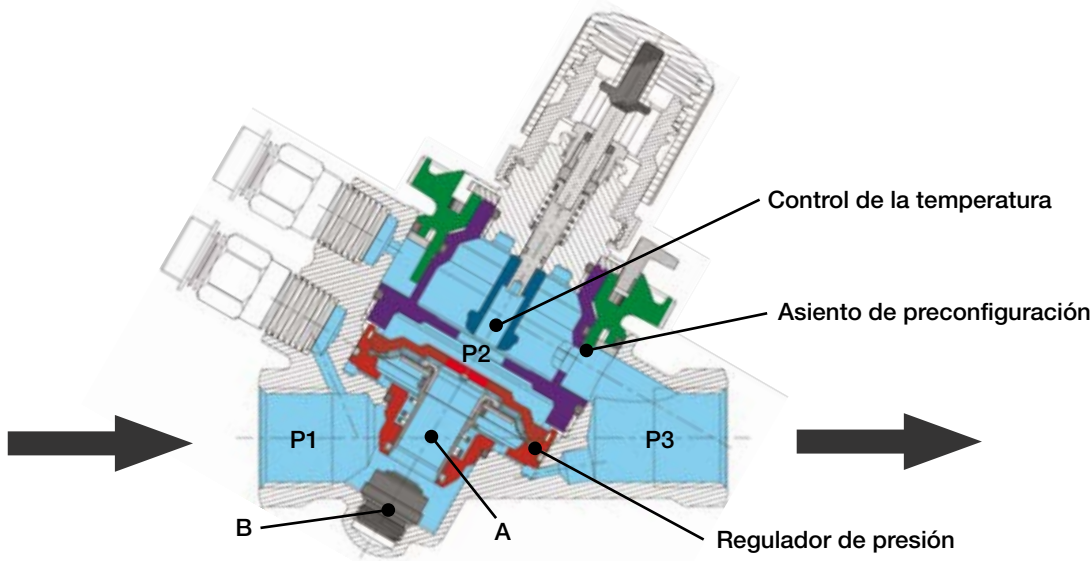 Control de la temperatura
Asiento de preconfiguración
P2
P1
P3
B
A
Regulador de presión